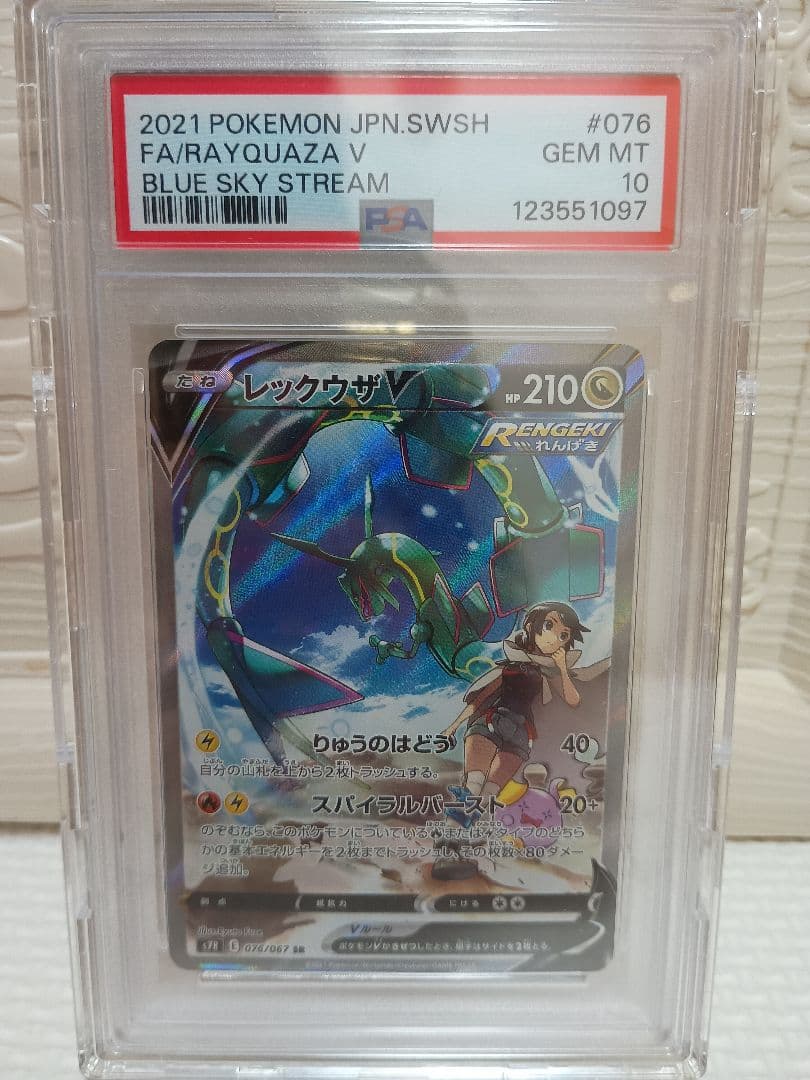 2021 POKEMON JPN.SWSH #076
FA/RAYQUAZA V GEM MT
BLUE SKY STREAM 10
PSA 123551097
たね レックウザV HP 210
RENGEKI
れんげき
りゅうのはどう 40
自分の山札を上から2枚トラッシュする。
スパイラルバースト 20+
のぞむなら、このポケモンについているまたはタイプのどちら
かの基本エネルギーを2枚までトラッシュし、その枚数×80ダメー
ジ追加。
弱点 抵抗力 にげる
Illus. Ryota Murayama
Vルール
s7R E 076/067 SR
ポケモンVがきぜつしたとき、相手はサイドを2枚とる。